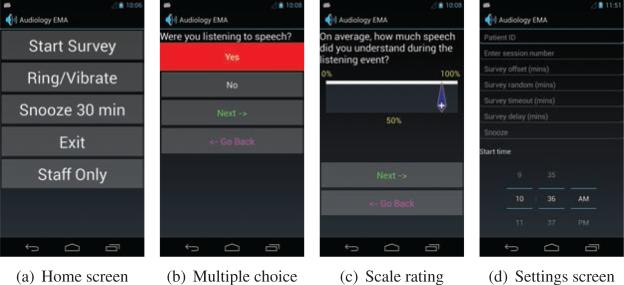 10:06
Audiology EMA
Start Survey
Ring/Vibrate
Snooze 30 min
Exit
Staff Only
(a) Home screen
10:08
Audiology EMA
Were you listening to speech?
Yes
No
Next ->
<- Go Back
(b) Multiple choice
10:08
Audiology EMA
On average, how much speech
did you understand during the
listening event?
0% 100%
50%
Next ->
<- Go Back
(c) Scale rating
11:51
Audiology EMA
Patient ID
Enter session number
Survey offset (mins)
Survey random (mins)
Survey timeout (mins)
Survey delay (mins)
Snooze
Start time
9 35
10 : 36 AM
11 37 PM
(d) Settings screen